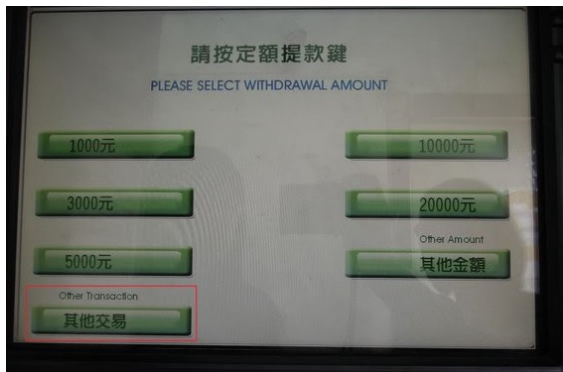 請按定額提款鍵
PLEASE SELECT WITHDRAWAL AMOUNT
1000元
10000元
3000元
20000元
5000元
Other Amount
其他金額
Other Transaction
其他交易